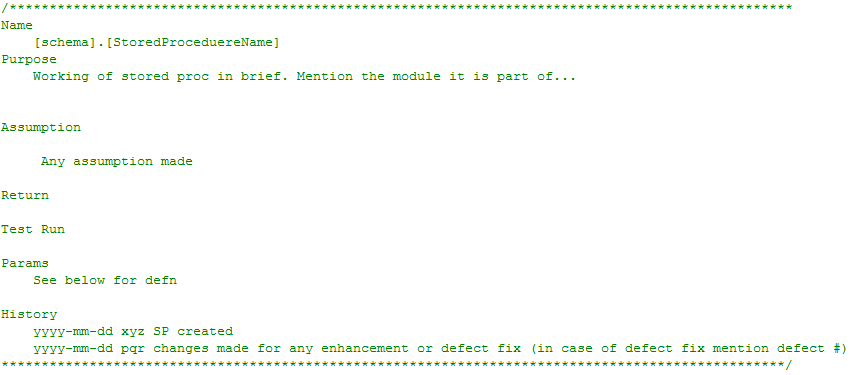 /**************************************************************************************************
Name
    [schema].[StoredProceduereName]
Purpose
    Working of stored proc in brief. Mention the module it is part of...
Assumption
     Any assumption made
Return
Test Run
Params
    See below for defn
History
    yyyy-mm-dd xyz SP created
    yyyy-mm-dd pqr changes made for any enhancement or defect fix (in case of defect fix mention defect #)
**************************************************************************************************/